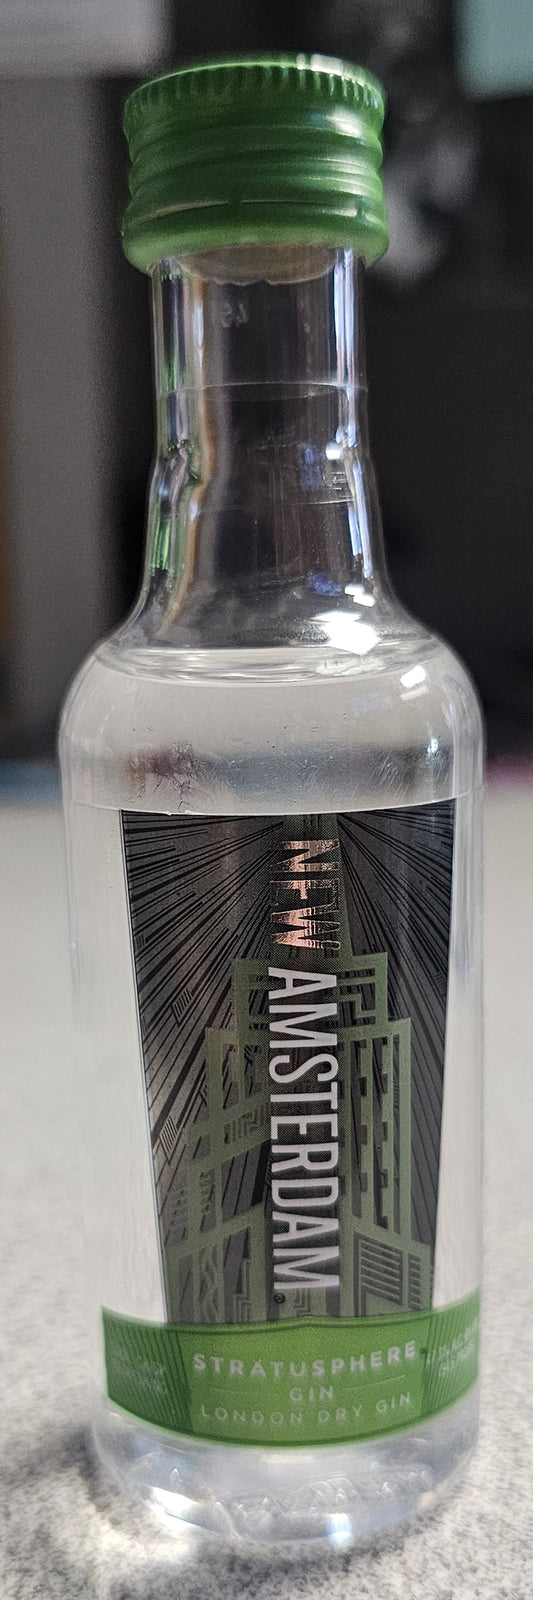 NEW AMSTERDAM
STRATUSPHERE
GIN
LONDON DRY GIN